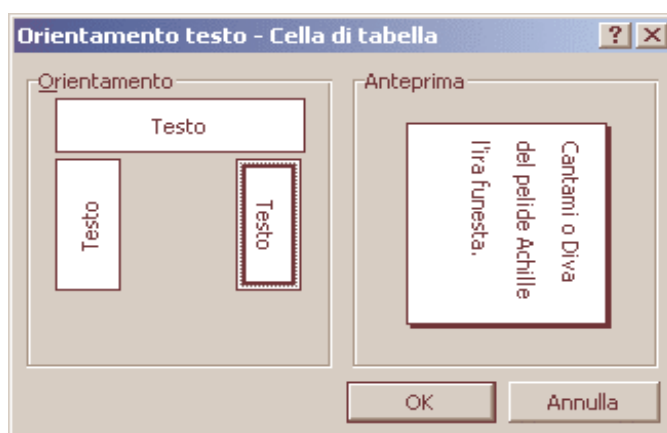 Orientamento testo - Cella di tabella
Orientamento
Testo
Testo
Testo
Anteprima
Cantami o Diva
del pelide Achille
l'ira funesta.
OK
Annulla